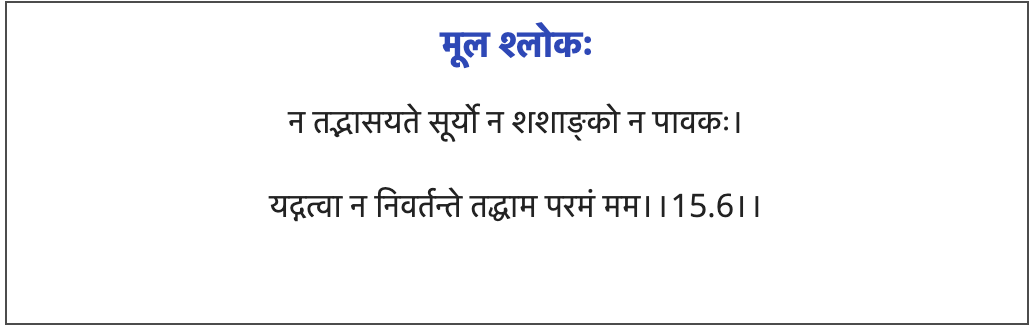 मूल श्लोकः
न तद्भासयते सूर्यो न शशाङ्को न पावकः।
यद्गत्वा न निवर्तन्ते तद्धाम परमं मम।।15.6।।